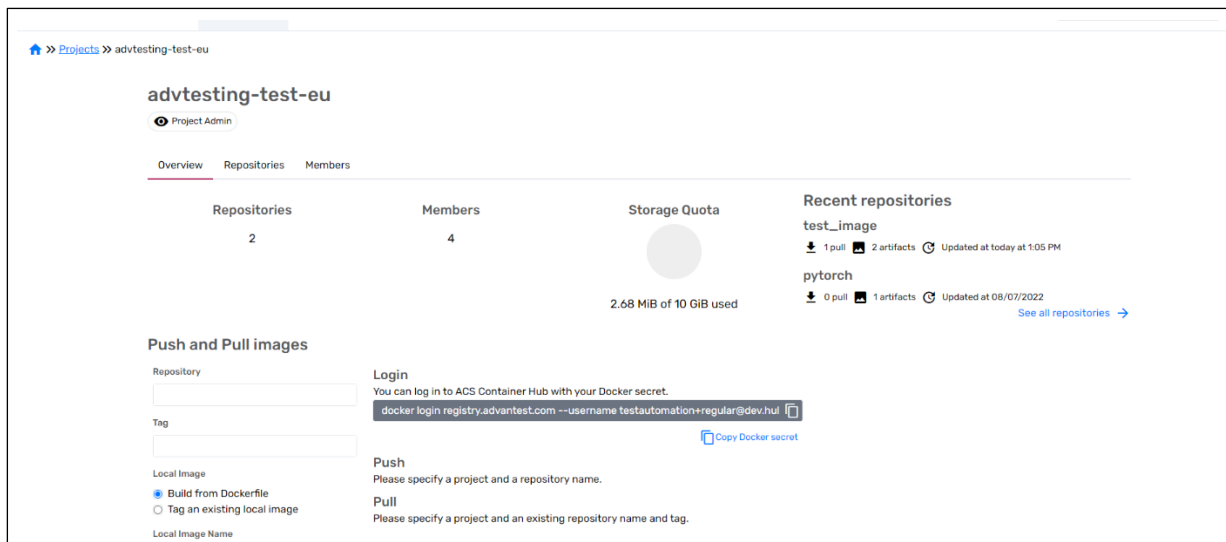 Projects advtesting-test-eu
advtesting-test-eu
Project Admin
Overview Repositories Members
Repositories
2
Members
4
Storage Quota
2.68 MiB of 10 GiB used
Recent repositories
test_image
1 pull 2 artifacts Updated at today at 1:05 PM
pytorch
0 pull 1 artifacts Updated at 08/07/2022
See all repositories
Push and Pull images
Repository
Tag
Local Image
Build from Dockerfile
Tag an existing local image
Local Image Name
Login
You can log in to ACS Container Hub with your Docker secret.
docker login registry.advantest.com --username testautomation+regular@dev.hul
Copy Docker secret
Push
Please specify a project and a repository name.
Pull
Please specify a project and an existing repository name and tag.